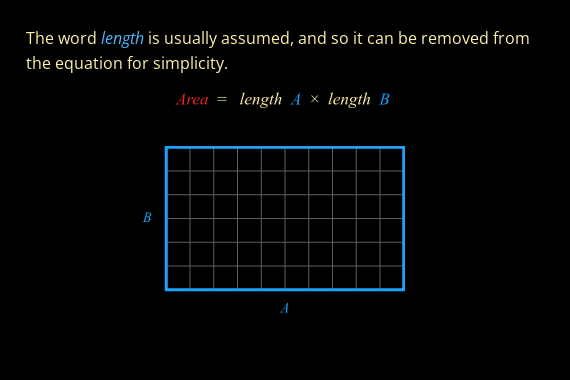 The word length is usually assumed, and so it can be removed from
the equation for simplicity.
Area = length A × length B
B
A